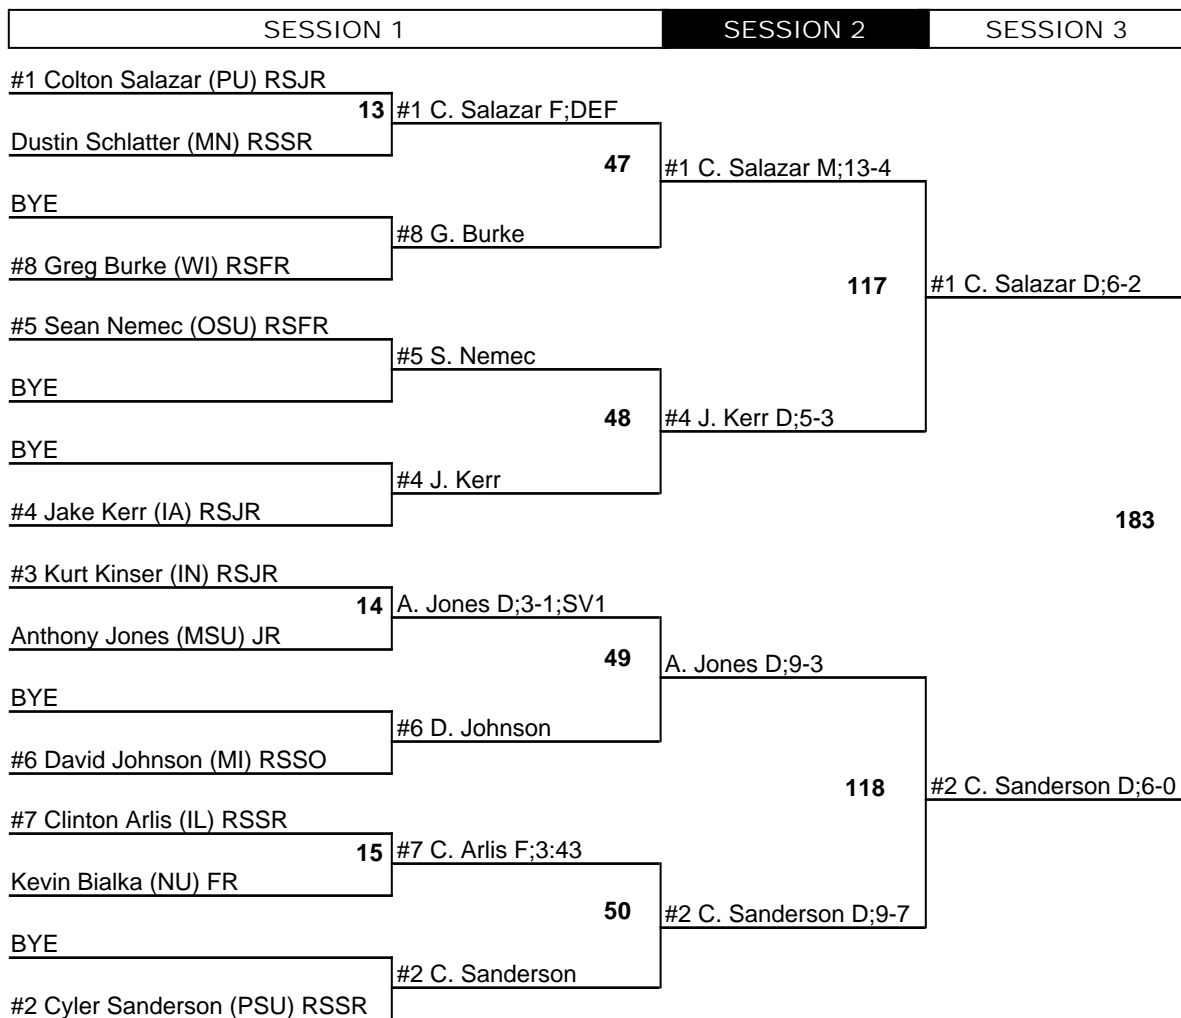 SESSION 1 SESSION 2 SESSION 3
#1 Colton Salazar (PU) RSJR
13 #1 C. Salazar F;DEF
Dustin Schlatter (MN) RSSR
47 #1 C. Salazar M;13-4
BYE
#8 G. Burke
#8 Greg Burke (WI) RSFR
117 #1 C. Salazar D;6-2
#5 Sean Nemec (OSU) RSFR
#5 S. Nemec
BYE
48 #4 J. Kerr D;5-3
BYE
#4 J. Kerr
#4 Jake Kerr (IA) RSJR
183
#3 Kurt Kinser (IN) RSJR
14 A. Jones D;3-1;SV1
Anthony Jones (MSU) JR
49 A. Jones D;9-3
BYE
#6 D. Johnson
#6 David Johnson (MI) RSSO
118 #2 C. Sanderson D;6-0
#7 Clinton Arlis (IL) RSSR
15 #7 C. Arlis F;3:43
Kevin Bialka (NU) FR
50 #2 C. Sanderson D;9-7
BYE
#2 C. Sanderson
#2 Cyler Sanderson (PSU) RSSR